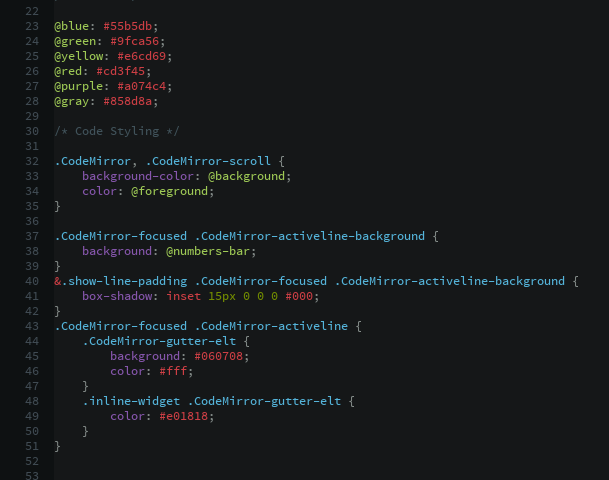 22
23 @blue: #55b5db;
24 @green: #9fca56;
25 @yellow: #e6cd69;
26 @red: #cd3f45;
27 @purple: #a074c4;
28 @gray: #858d8a;
29
30 /* Code Styling */
31
32 .CodeMirror, .CodeMirror-scroll {
33     background-color: @background;
34     color: @foreground;
35 }
36
37 .CodeMirror-focused .CodeMirror-activeline-background {
38     background: @numbers-bar;
39 }
40 &.show-line-padding .CodeMirror-focused .CodeMirror-activeline-background {
41     box-shadow: inset 15px 0 0 0 #000;
42 }
43 .CodeMirror-focused .CodeMirror-activeline {
44     .CodeMirror-gutter-elt {
45         background: #060708;
46         color: #fff;
47     }
48     .inline-widget .CodeMirror-gutter-elt {
49         color: #e01818;
50     }
51 }
52
53